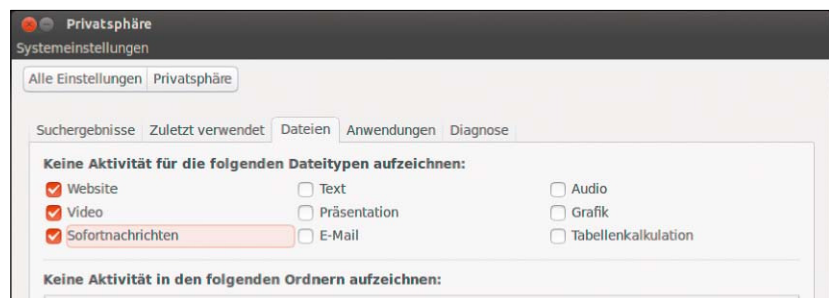 Privatsphäre
Systemeinstellungen
Alle Einstellungen Privatsphäre
Suchergebnisse Zuletzt verwendet Dateien Anwendungen Diagnose
Keine Aktivität für die folgenden Dateitypen aufzeichnen:
Website Text Audio
Video Präsentation Grafik
Sofortnachrichten E-Mail Tabellenkalkulation
Keine Aktivität in den folgenden Ordnern aufzeichnen: